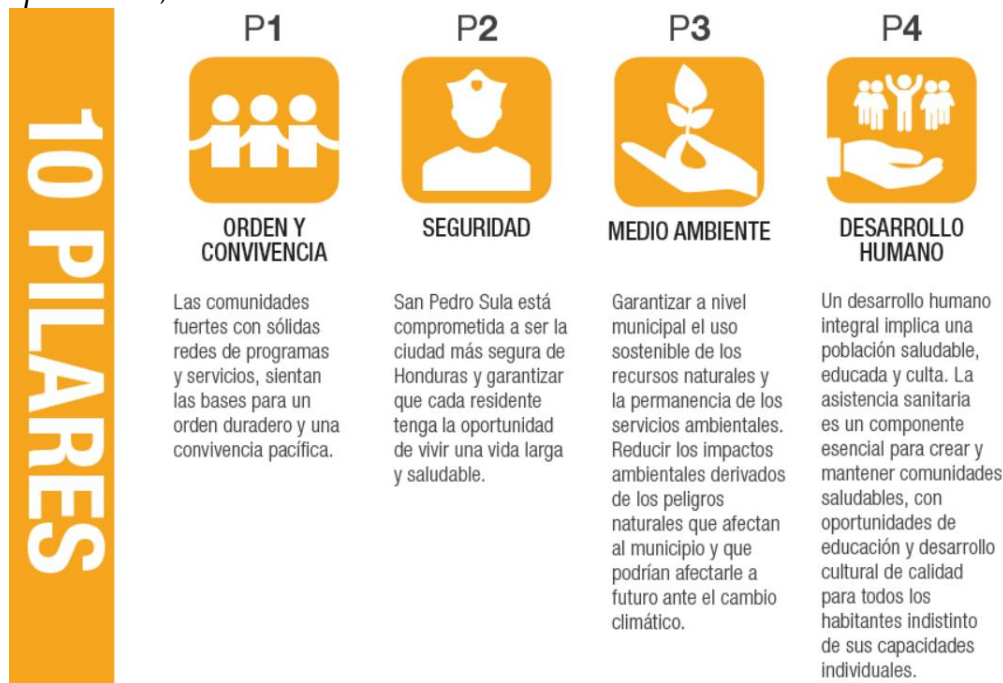 10 PILARES
P1
ORDEN Y
CONVIVENCIA
Las comunidades
fuertes con sólidas
redes de programas
y servicios, sientan
las bases para un
orden duradero y una
convivencia pacífica.
P2
SEGURIDAD
San Pedro Sula está
comprometida a ser la
ciudad más segura de
Honduras y garantizar
que cada residente
tenga la oportunidad
de vivir una vida larga
y saludable.
P3
MEDIO AMBIENTE
Garantizar a nivel
municipal el uso
sostenible de los
recursos naturales y
la permanencia de los
servicios ambientales.
Reducir los impactos
ambientales derivados
de los peligros
naturales que afectan
al municipio y que
podrían afectarle a
futuro ante el cambio
climático.
P4
DESARROLLO
HUMANO
Un desarrollo humano
integral implica una
población saludable,
educada y culta. La
asistencia sanitaria
es un componente
esencial para crear y
mantener comunidades
saludables, con
oportunidades de
educación y desarrollo
cultural de calidad
para todos los
habitantes indistinto
de sus capacidades
individuales.